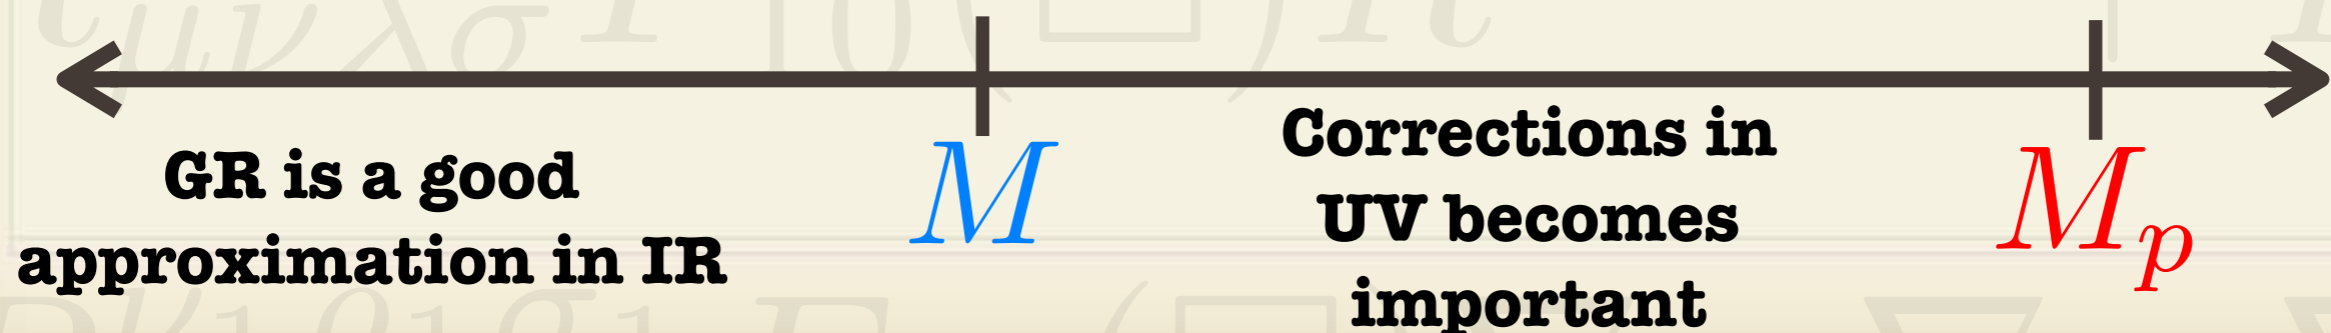 GR is a good
approximation in IR
M
Corrections in
UV becomes
important
M_p